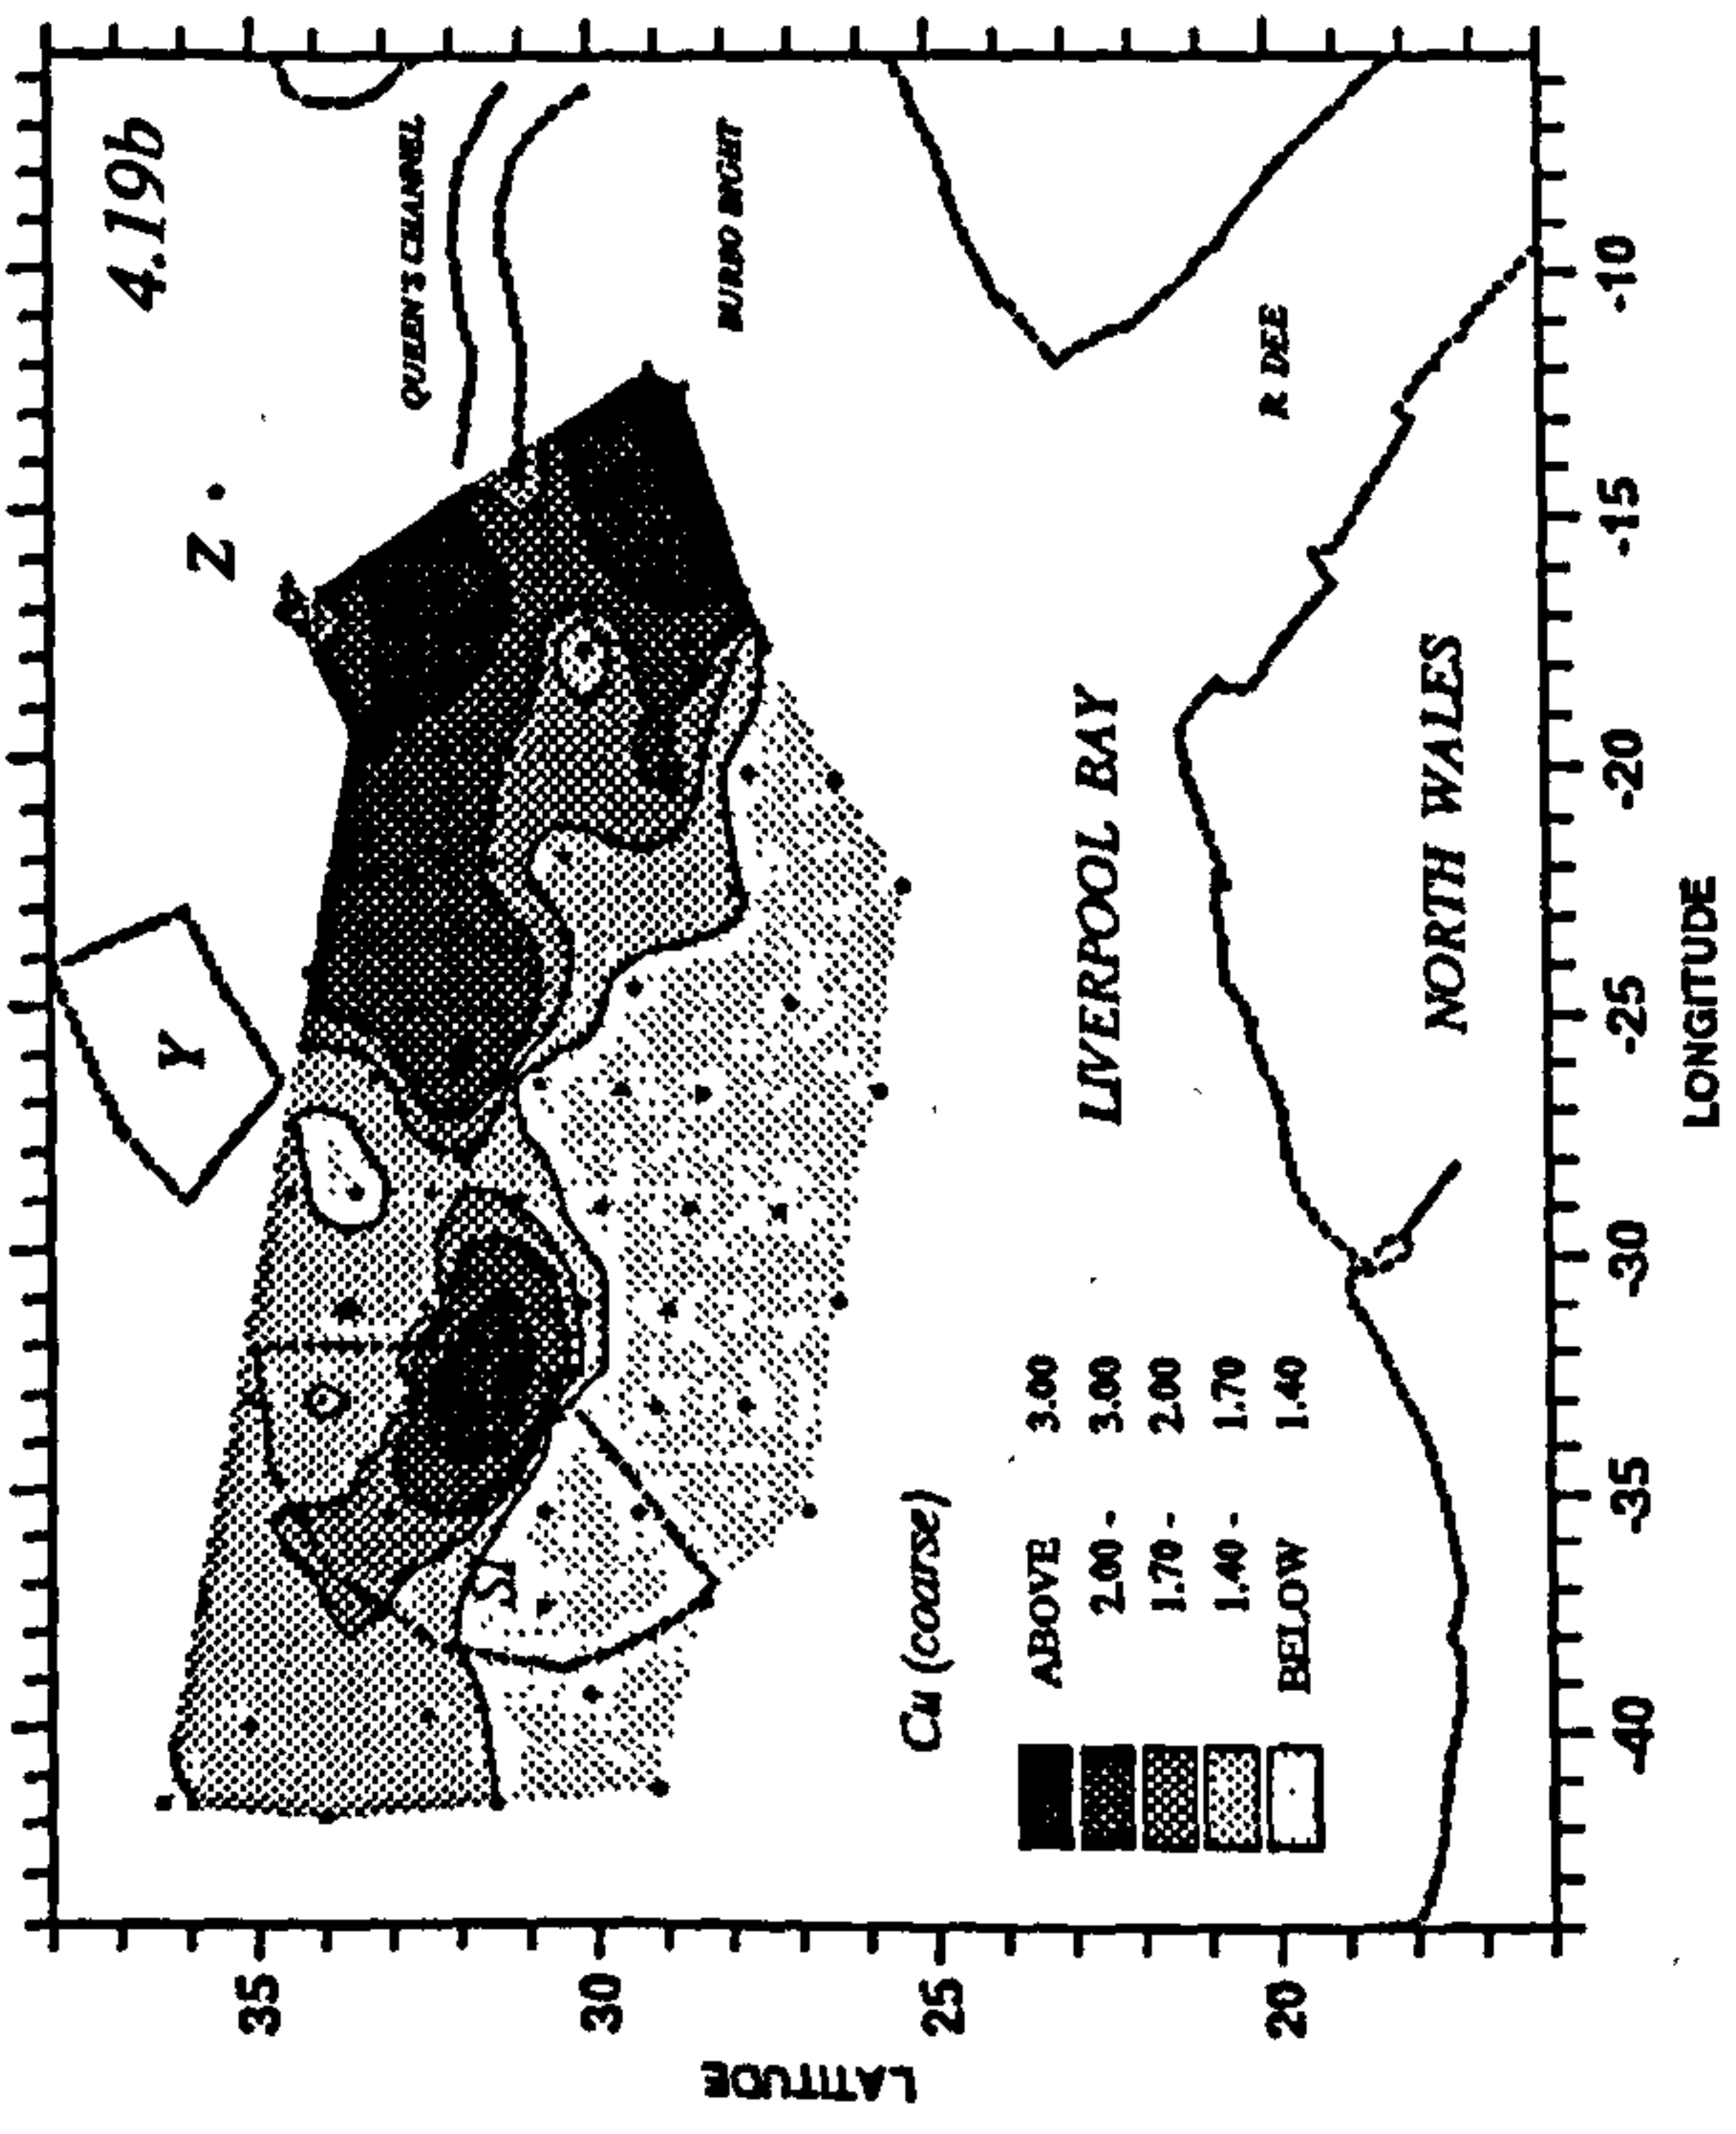 4.19b
Z
Y
QUEEN'S CHANNEL
BURBO BIGHT
LIVERPOOL BAY
R DEE
NORTH WALES
Cu (coarse)
ABOVE 3.00
2.00 - 3.00
1.70 - 2.00
1.40 - 1.70
BELOW 1.40
35
30
25
20
LATITUDE
-40
-35
-30
-25
-20
-15
-10
LONGITUDE